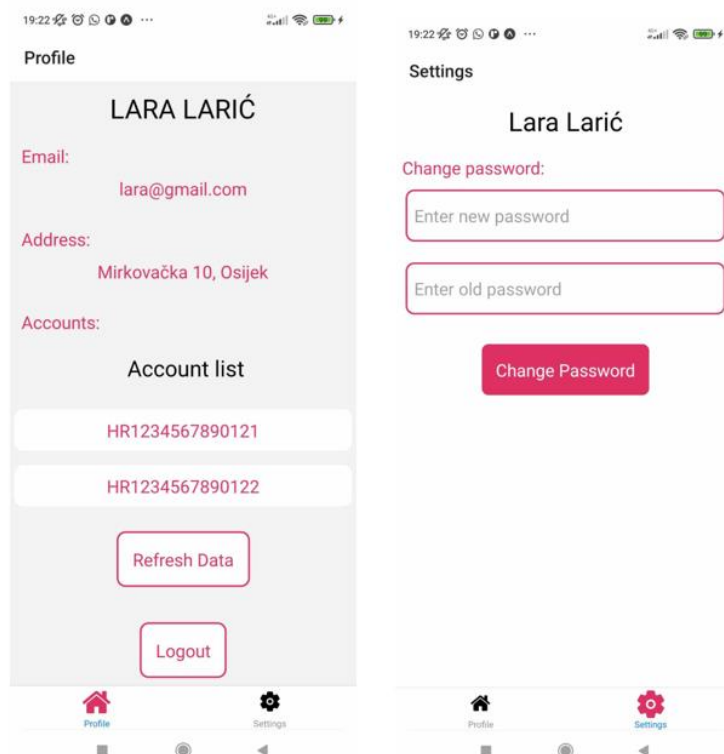 19:22
Profile
LARA LARIĆ
Email:
lara@gmail.com
Address:
Mirkovačka 10, Osijek
Accounts:
Account list
HR1234567890121
HR1234567890122
Refresh Data
Logout
Profile
Settings
19:22
Settings
Lara Larić
Change password:
Enter new password
Enter old password
Change Password
Profile
Settings